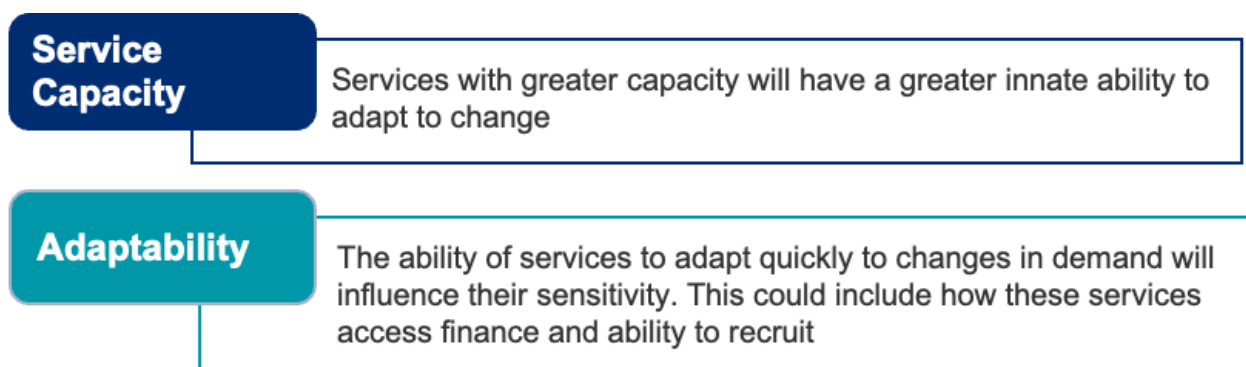 Service
Capacity
Services with greater capacity will have a greater innate ability to
adapt to change
Adaptability
The ability of services to adapt quickly to changes in demand will
influence their sensitivity. This could include how these services
access finance and ability to recruit